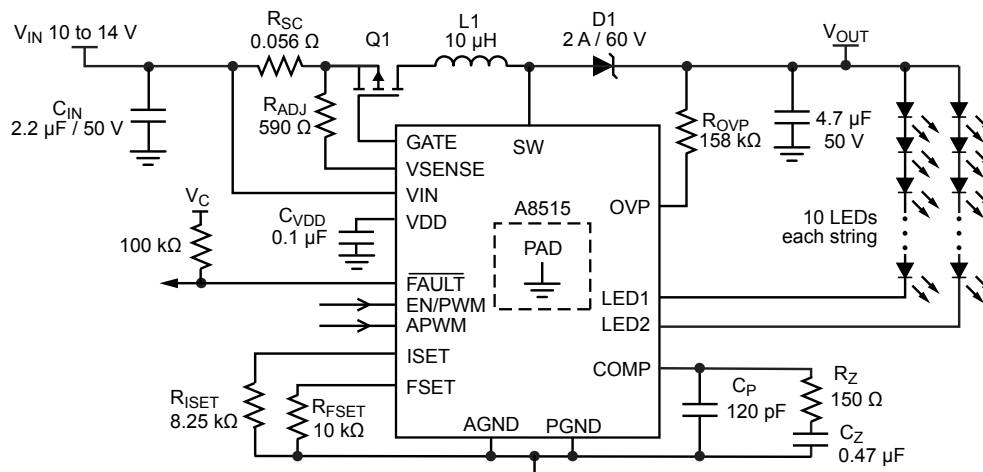 V_IN 10 to 14 V
R_SC
0.056 Ω
Q1
L1
10 µH
D1
2 A / 60 V
V_OUT
C_IN
2.2 µF / 50 V
R_ADJ
590 Ω
R_OVP
158 kΩ
4.7 µF
50 V
GATE
VSENSE
VIN
VDD
SW
OVP
V_C
100 kΩ
C_VDD
0.1 µF
A8515
PAD
10 LEDs
each string
FAULT
EN/PWM
APWM
ISET
FSET
LED1
LED2
COMP
R_ISET
8.25 kΩ
R_FSET
10 kΩ
AGND
PGND
C_P
120 pF
R_Z
150 Ω
C_Z
0.47 µF